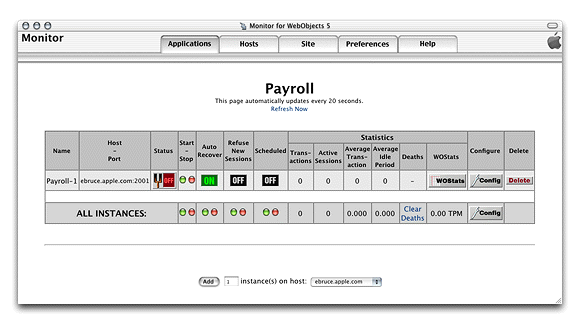 Monitor for WebObjects 5
Monitor
Applications Hosts Site Preferences Help
Payroll
This page automatically updates every 20 seconds.
Refresh Now
Statistics
Name Host - Port Status Start - Stop Auto Recover Refuse New Sessions Scheduled Trans- actions Active Sessions Average Trans- action Average Idle Period Deaths WOStats Configure Delete
Payroll-1 ebruce.apple.com:2001 OFF ON OFF OFF 0 0 0 0 - WOStats Config Delete
ALL INSTANCES: 0 0 0.000 0.000 Clear Deaths 0.00 TPM Config
Add 1 instance(s) on host: ebruce.apple.com